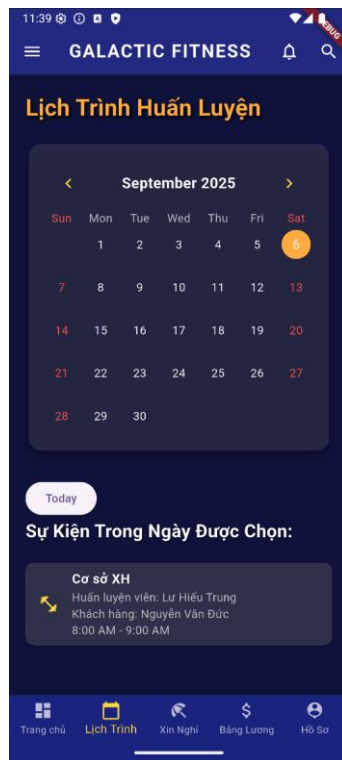 11:39
DEBUG
GALACTIC FITNESS
Lịch Trình Huấn Luyện
September 2025
Sun Mon Tue Wed Thu Fri Sat
1 2 3 4 5 6
7 8 9 10 11 12 13
14 15 16 17 18 19 20
21 22 23 24 25 26 27
28 29 30
Today
Sự Kiện Trong Ngày Được Chọn:
Cơ sở XH
Huấn luyện viên: Lư Hiếu Trung
Khách hàng: Nguyễn Văn Đức
8:00 AM - 9:00 AM
Trang chủ Lịch Trình Xin Nghỉ Bảng Lương Hồ Sơ